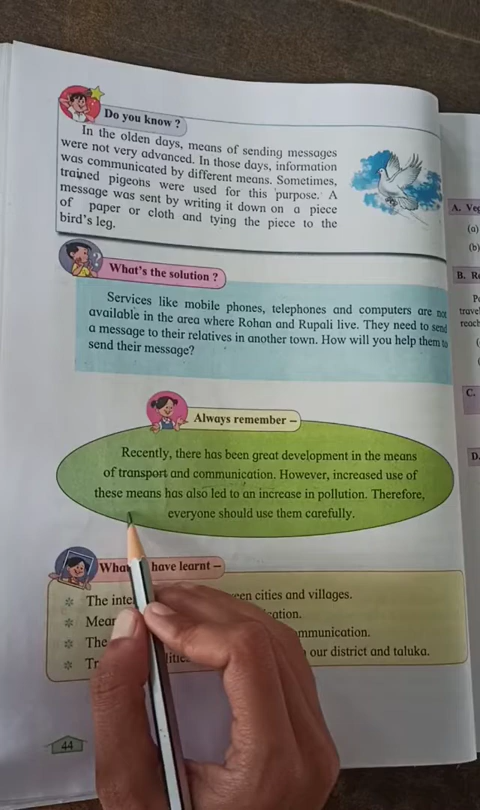 Do you know ?
In the olden days, means of sending messages
were not very advanced. In those days, information
was communicated by different means. Sometimes,
trained pigeons were used for this purpose. A
message was sent by writing it down on a piece
of paper or cloth and tying the piece to the
bird's leg.
What's the solution ?
Services like mobile phones, telephones and computers are not
available in the area where Rohan and Rupali live. They need to send
a message to their relatives in another town. How will you help them to
send their message?
Always remember –
Recently, there has been great development in the means
of transport and communication. However, increased use of
these means has also led to an increase in pollution. Therefore,
everyone should use them carefully.
have learnt –
The cities and villages.
The communication.
our district and taluka.
44
A.
(a)
(b)
B.
C.
D.